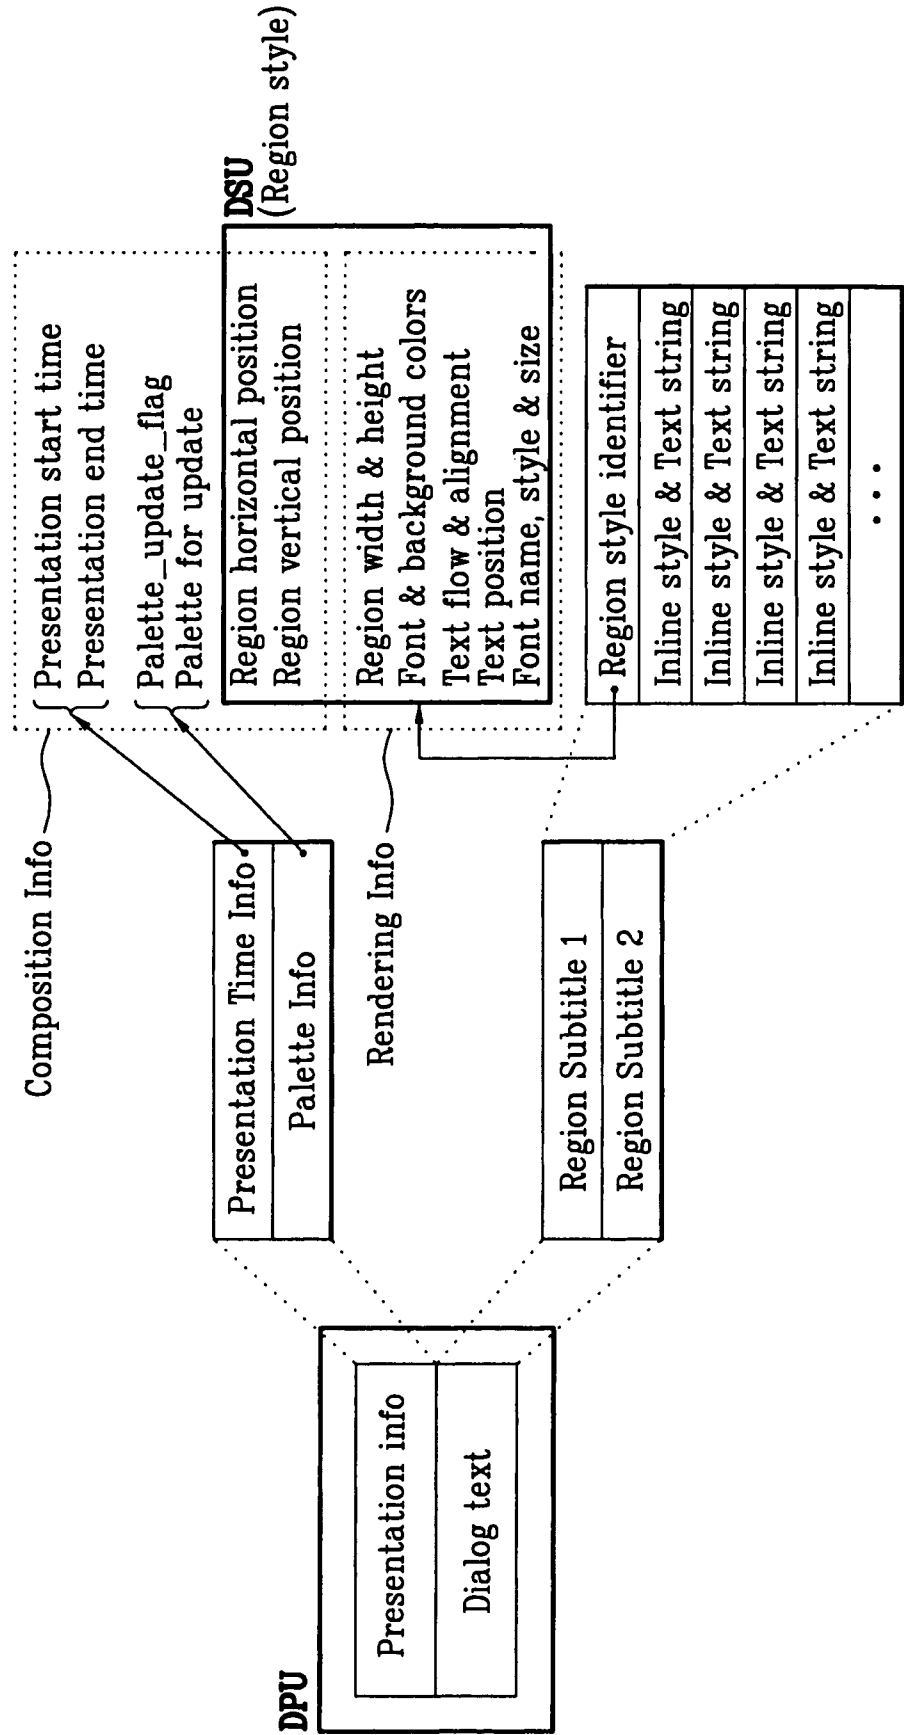 DPU
Presentation info
Dialog text
Presentation Time Info
Palette Info
Region Subtitle 1
Region Subtitle 2
Composition Info
Presentation start time
Presentation end time
Palette_update_flag
Palette for update
Rendering Info
DSU
(Region style)
Region horizontal position
Region vertical position
Region width & height
Font & background colors
Text flow & alignment
Text position
Font name, style & size
Region style identifier
Inline style & Text string
Inline style & Text string
Inline style & Text string
Inline style & Text string
• • •